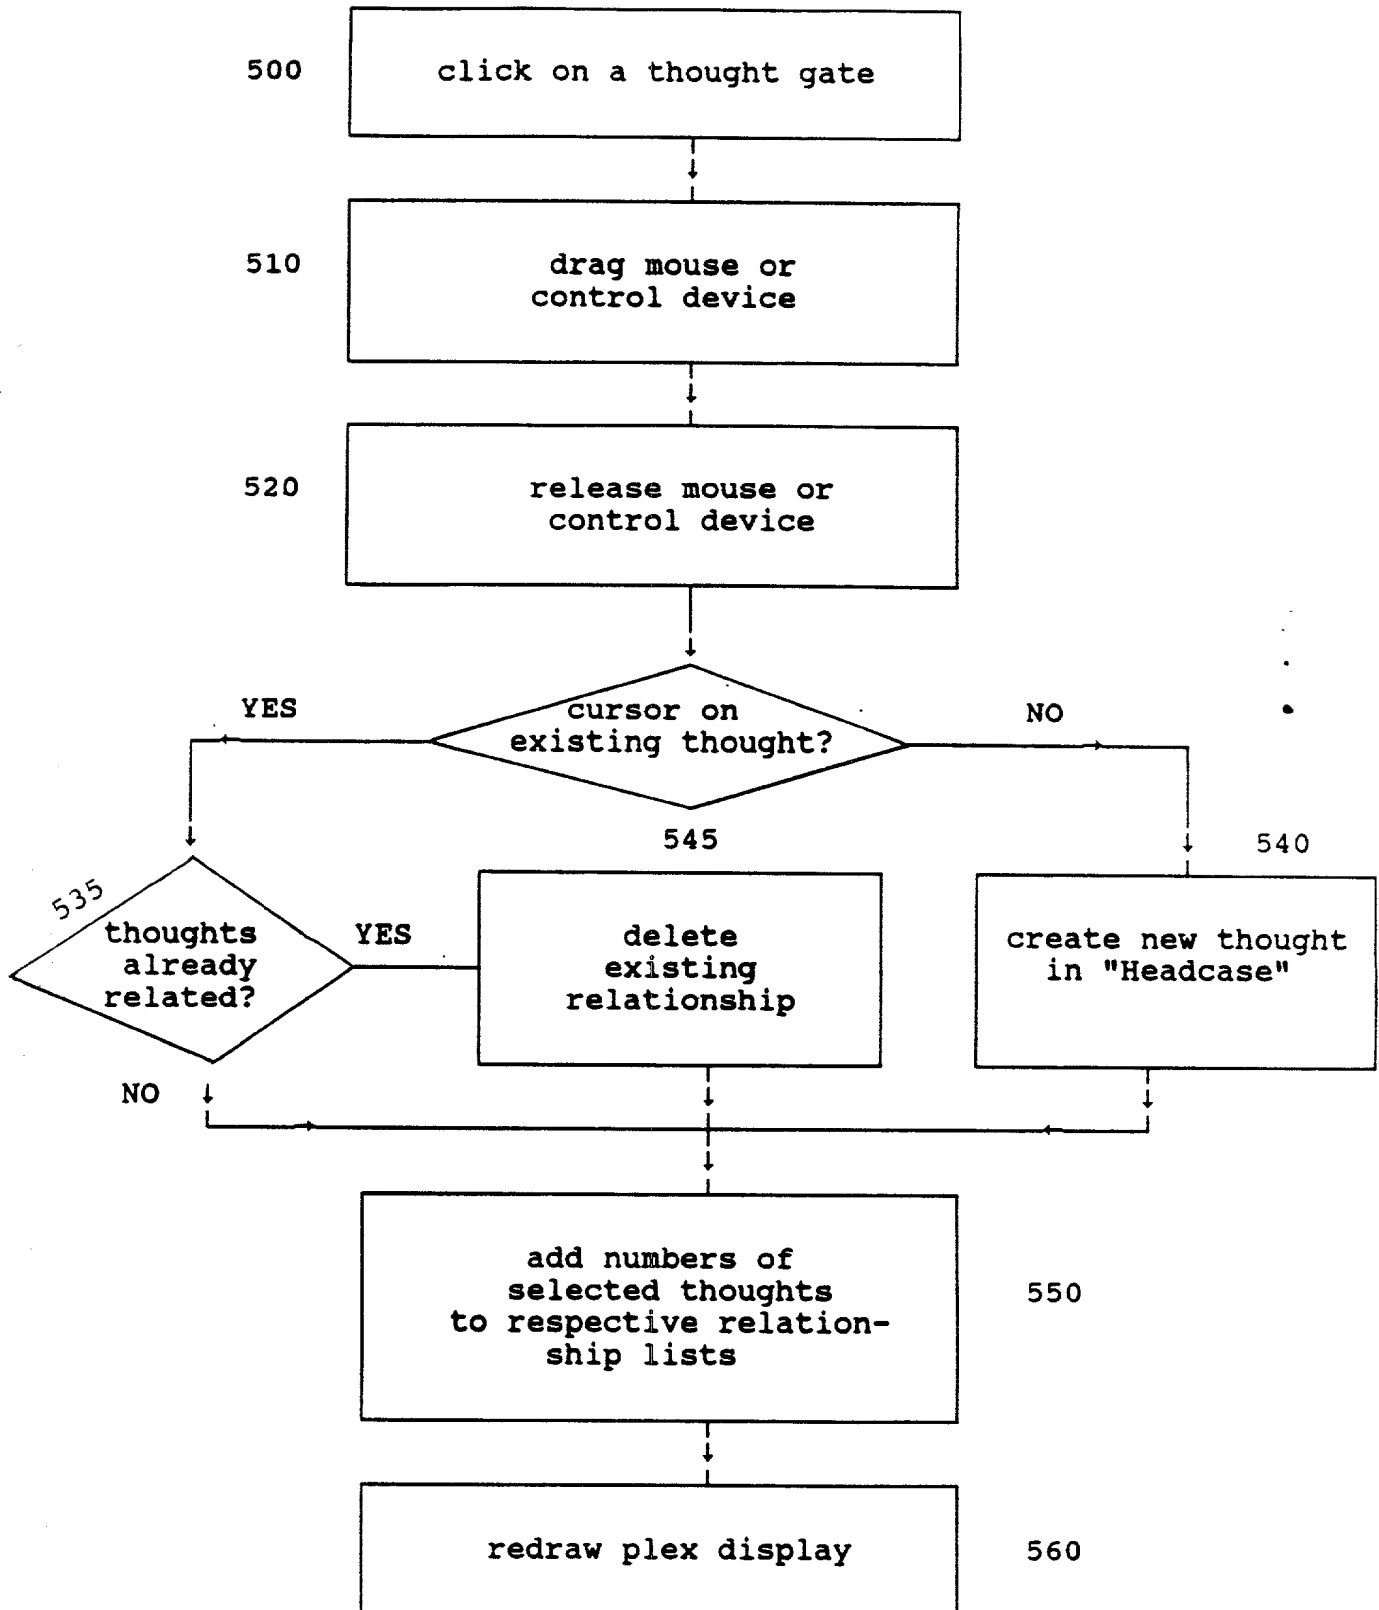 500
click on a thought gate
510
drag mouse or
control device
520
release mouse or
control device
YES
cursor on
existing thought?
NO
545
540
535
thoughts
already
related?
YES
delete
existing
relationship
create new thought
in "Headcase"
NO
add numbers of
selected thoughts
to respective relation-
ship lists
550
redraw plex display
560